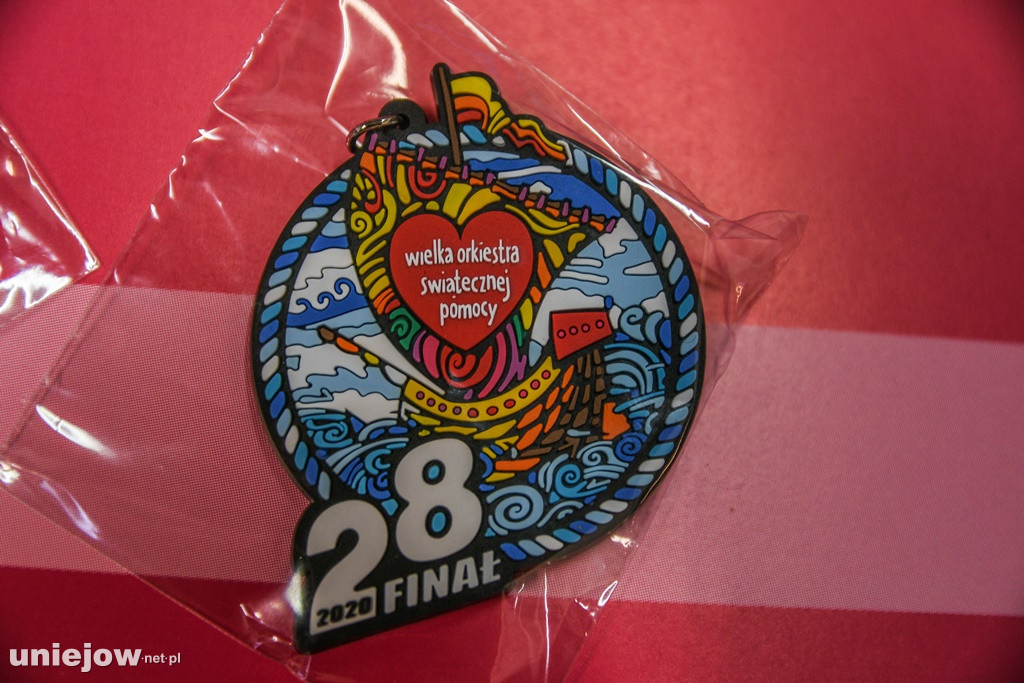 wielka orkiestra
świątecznej
pomocy
28
2020 FINAŁ
uniejow.net.pl